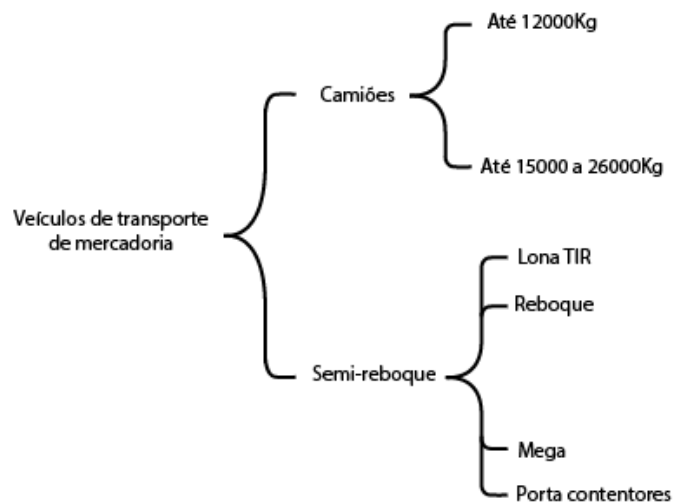 Veículos de transporte
de mercadoria
Camiões
Até 12000Kg
Até 15000 a 26000Kg
Semi-reboque
Lona TIR
Reboque
Mega
Porta contentores